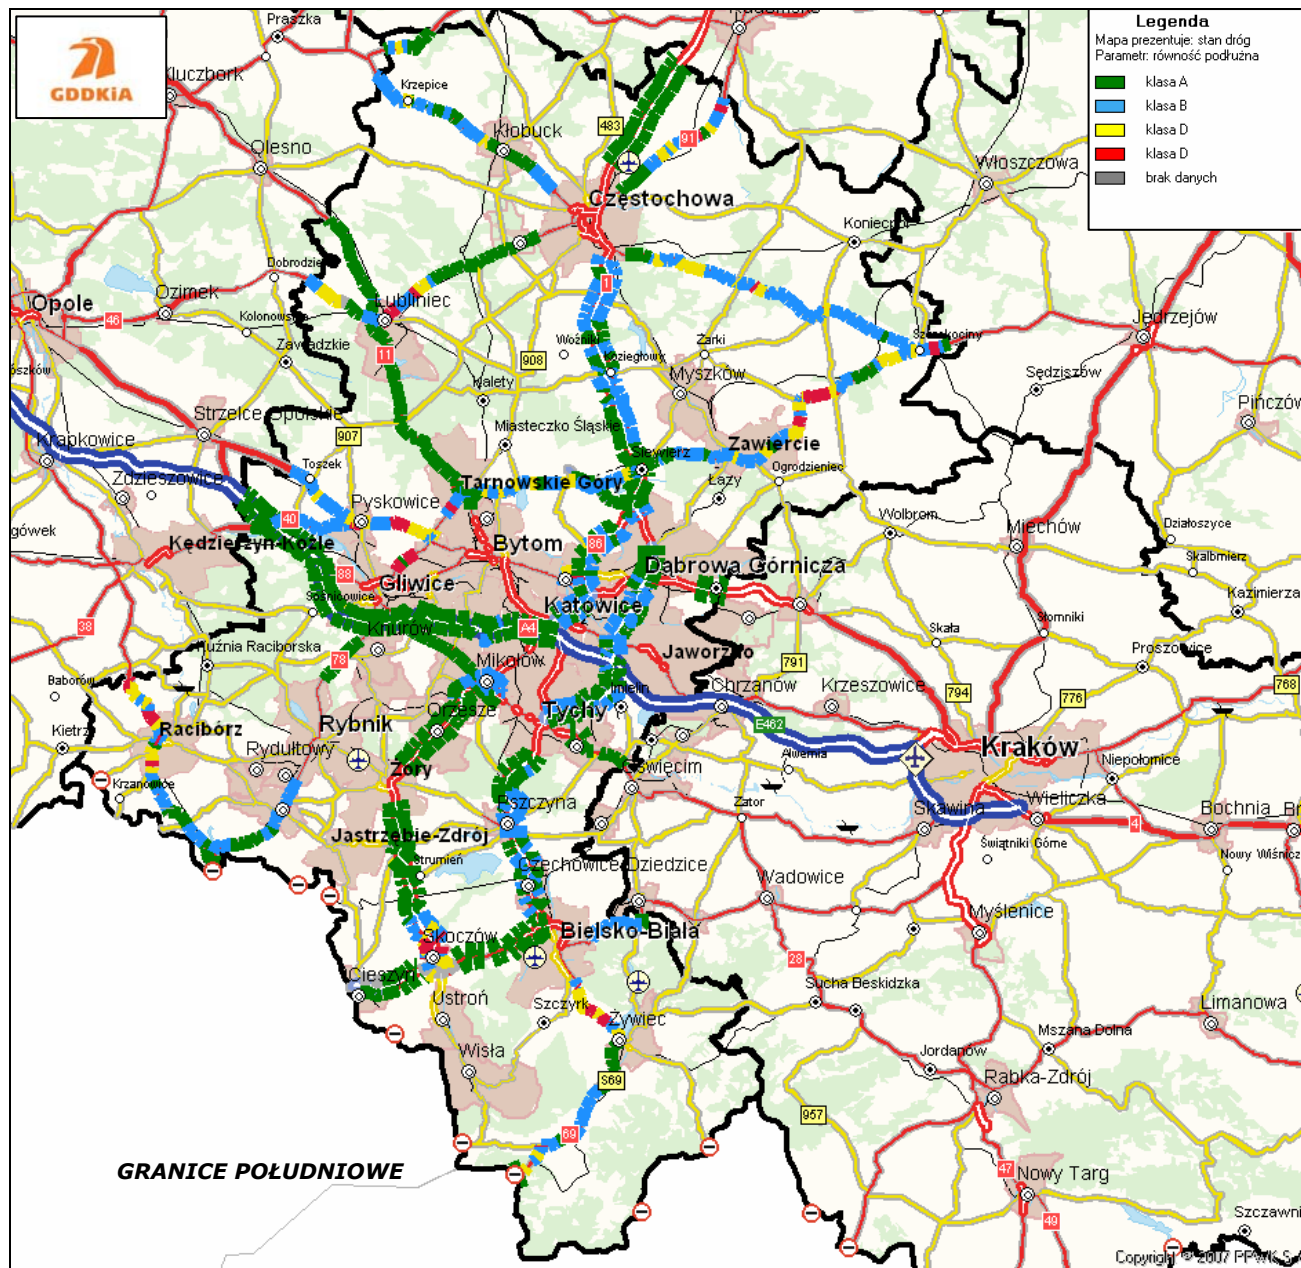 GDDKiA
Legenda
Mapa prezentuje: stan dróg
Parametr: równość podłużna
klasa A
klasa B
klasa D
klasa D
brak danych
Praszka
Kluczbork
Krzepice
Kłobuck
483
91
Olesno
Włoszczowa
Częstochowa
Koniecpol
Dobrodzień
1
Opole
Ozimek
Lubliniec
46
Kolonowskie
Zawadzkie
11
Woźniki
Żarki
Szczekociny
Jędrzejów
908
Koziegłowy
Kalety
Myszków
Sędziszów
Strzelce Opolskie
907
Miasteczko Śląskie
Pińczów
Krapkowice
Zawiercie
Toszek
Siewierz
Zdzieszowice
Tarnowskie Góry
Ogrodzieniec
Łazy
Pyskowice
40
Wolbrom
Miechów
Działoszyce
Kędzierzyn-Koźle
Bytom
86
Skalbmierz
88
Gliwice
Dąbrowa Górnicza
Sośnicowice
Katowice
Kazimierza
38
Knurów
A4
Słomniki
Kuźnia Raciborska
78
Jaworzno
Skała
791
Proszowice
Baborów
Mikołów
Imielin
Chrzanów
Krzeszowice
794
776
768
Orzesze
Tychy
Racibórz
Rybnik
E462
Kietrz
Rydułtowy
Alwernia
Kraków
Krzanowice
Żory
Oświęcim
Niepołomice
Pszczyna
Zator
Skawina
Wieliczka
Bochnia
4
Jastrzębie-Zdrój
Świątniki Górne
Nowy Wiśnicz
Strumień
Czechowice-Dziedzice
Wadowice
Myślenice
Skoczów
Bielsko-Biała
28
Cieszyn
Ustroń
Szczyrk
Sucha Beskidzka
Limanowa
Żywiec
Mszana Dolna
Wisła
Jordanów
S69
Rabka-Zdrój
957
69
GRANICE POŁUDNIOWE
47
Nowy Targ
49
Szczawni
Copyright © 2007 PPWK S.A